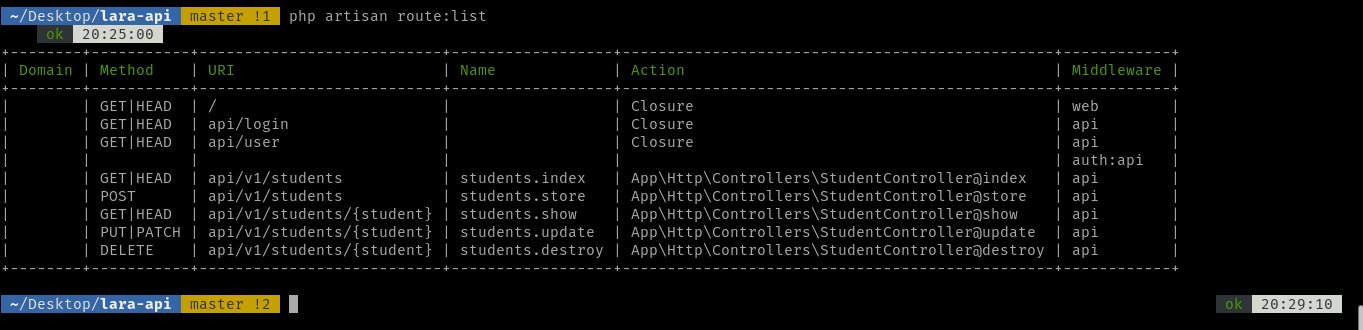 ~/Desktop/lara-api master !1 php artisan route:list
ok 20:25:00
+--------+-----------+---------------------------+------------------+------------------------------------------------+------------+
| Domain | Method    | URI                       | Name             | Action                                         | Middleware |
+--------+-----------+---------------------------+------------------+------------------------------------------------+------------+
|        | GET|HEAD  | /                         |                  | Closure                                        | web        |
|        | GET|HEAD  | api/login                 |                  | Closure                                        | api        |
|        | GET|HEAD  | api/user                  |                  | Closure                                        | api        |
|        |           |                           |                  |                                                | auth:api   |
|        | GET|HEAD  | api/v1/students           | students.index   | App\Http\Controllers\StudentController@index   | api        |
|        | POST      | api/v1/students           | students.store   | App\Http\Controllers\StudentController@store   | api        |
|        | GET|HEAD  | api/v1/students/{student} | students.show    | App\Http\Controllers\StudentController@show    | api        |
|        | PUT|PATCH | api/v1/students/{student} | students.update  | App\Http\Controllers\StudentController@update  | api        |
|        | DELETE    | api/v1/students/{student} | students.destroy | App\Http\Controllers\StudentController@destroy | api        |
+--------+-----------+---------------------------+------------------+------------------------------------------------+------------+
~/Desktop/lara-api master !2 ok 20:29:10